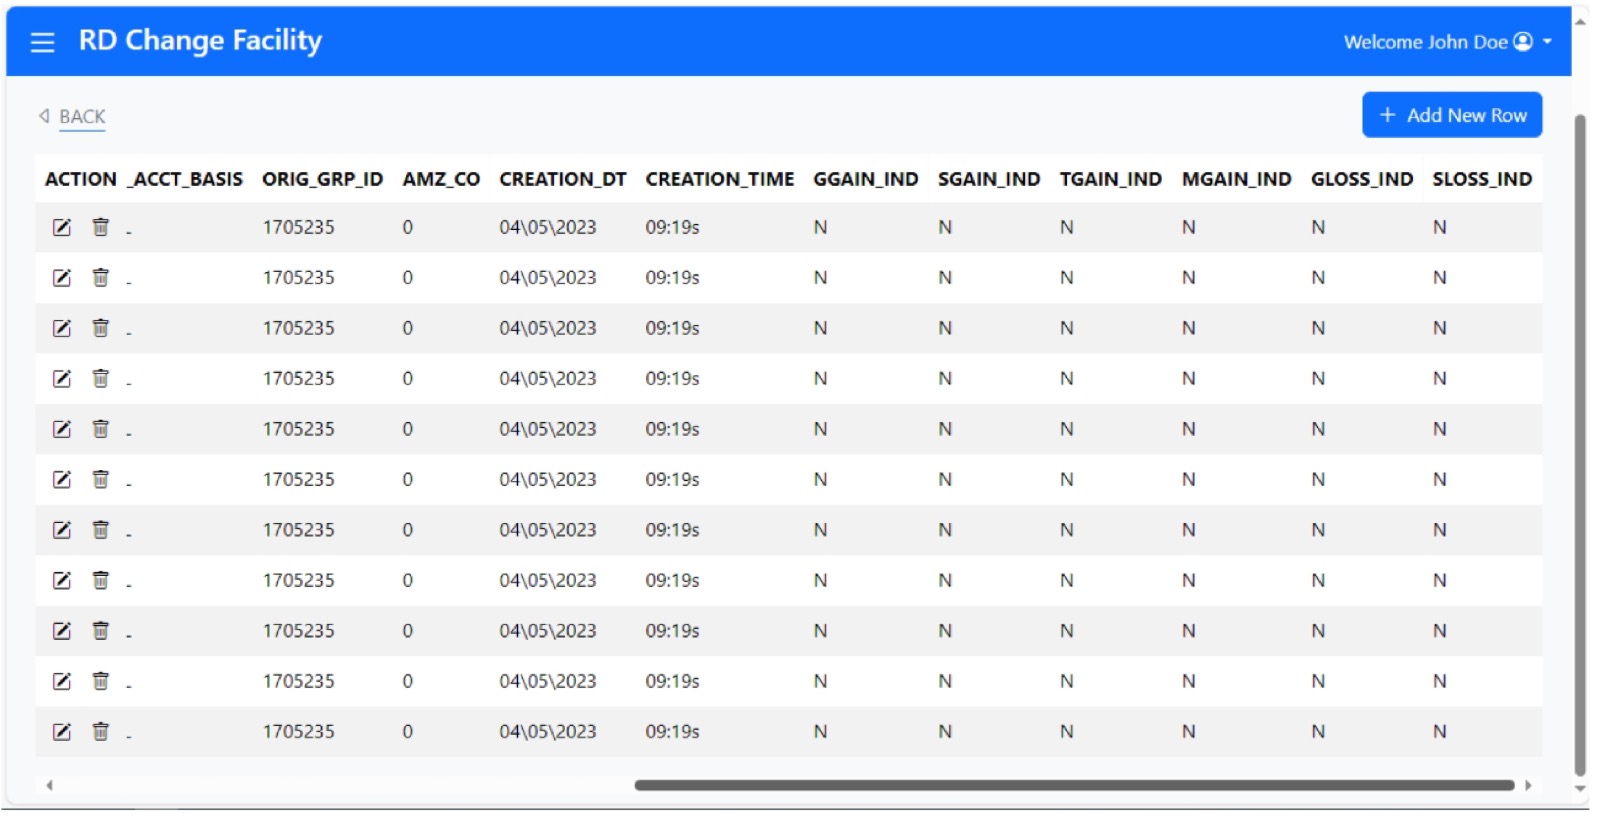 RD Change Facility
Welcome John Doe
BACK
+ Add New Row
ACTION _ACCT_BASIS ORIG_GRP_ID AMZ_CO CREATION_DT CREATION_TIME GGAIN_IND SGAIN_IND TGAIN_IND MGAIN_IND GLOSS_IND SLOSS_IND
- 1705235 0 04\05\2023 09:19s N N N N N N
- 1705235 0 04\05\2023 09:19s N N N N N N
- 1705235 0 04\05\2023 09:19s N N N N N N
- 1705235 0 04\05\2023 09:19s N N N N N N
- 1705235 0 04\05\2023 09:19s N N N N N N
- 1705235 0 04\05\2023 09:19s N N N N N N
- 1705235 0 04\05\2023 09:19s N N N N N N
- 1705235 0 04\05\2023 09:19s N N N N N N
- 1705235 0 04\05\2023 09:19s N N N N N N
- 1705235 0 04\05\2023 09:19s N N N N N N
- 1705235 0 04\05\2023 09:19s N N N N N N